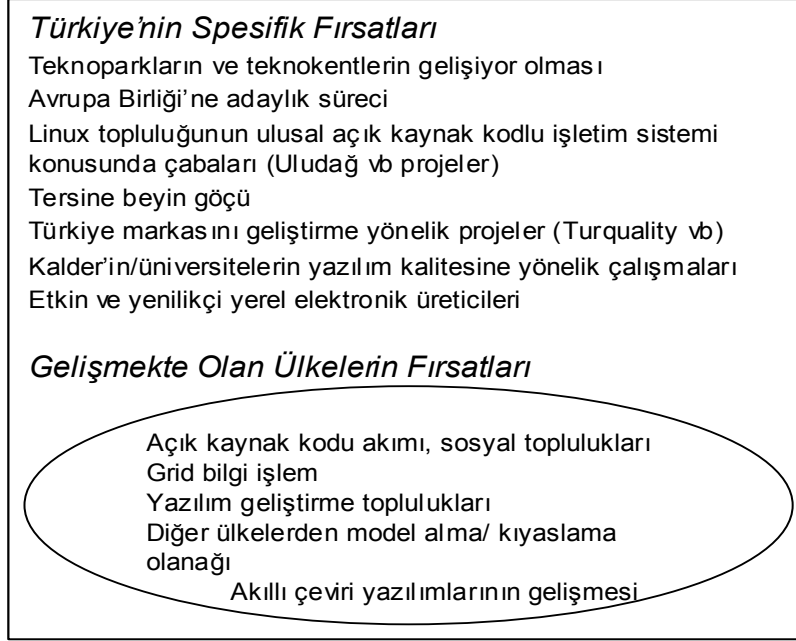 Türkiye'nin Spesifik Fırsatları
Teknoparkların ve teknokentlerin gelişiyor olması
Avrupa Birliği'ne adaylık süreci
Linux topluluğunun ulusal açık kaynak kodlu işletim sistemi
konusunda çabaları (Uludağ vb projeler)
Tersine beyin göçü
Türkiye markasını geliştirme yönelik projeler (Turquality vb)
Kalder'in/üniversitelerin yazılım kalitesine yönelik çalışmaları
Etkin ve yenilikçi yerel elektronik üreticileri
Gelişmekte Olan Ülkelerin Fırsatları
Açık kaynak kodu akımı, sosyal toplulukları
Grid bilgi işlem
Yazılım geliştirme toplulukları
Diğer ülkelerden model alma/ kıyaslama
olanağı
Akıllı çeviri yazılımlarının gelişmesi